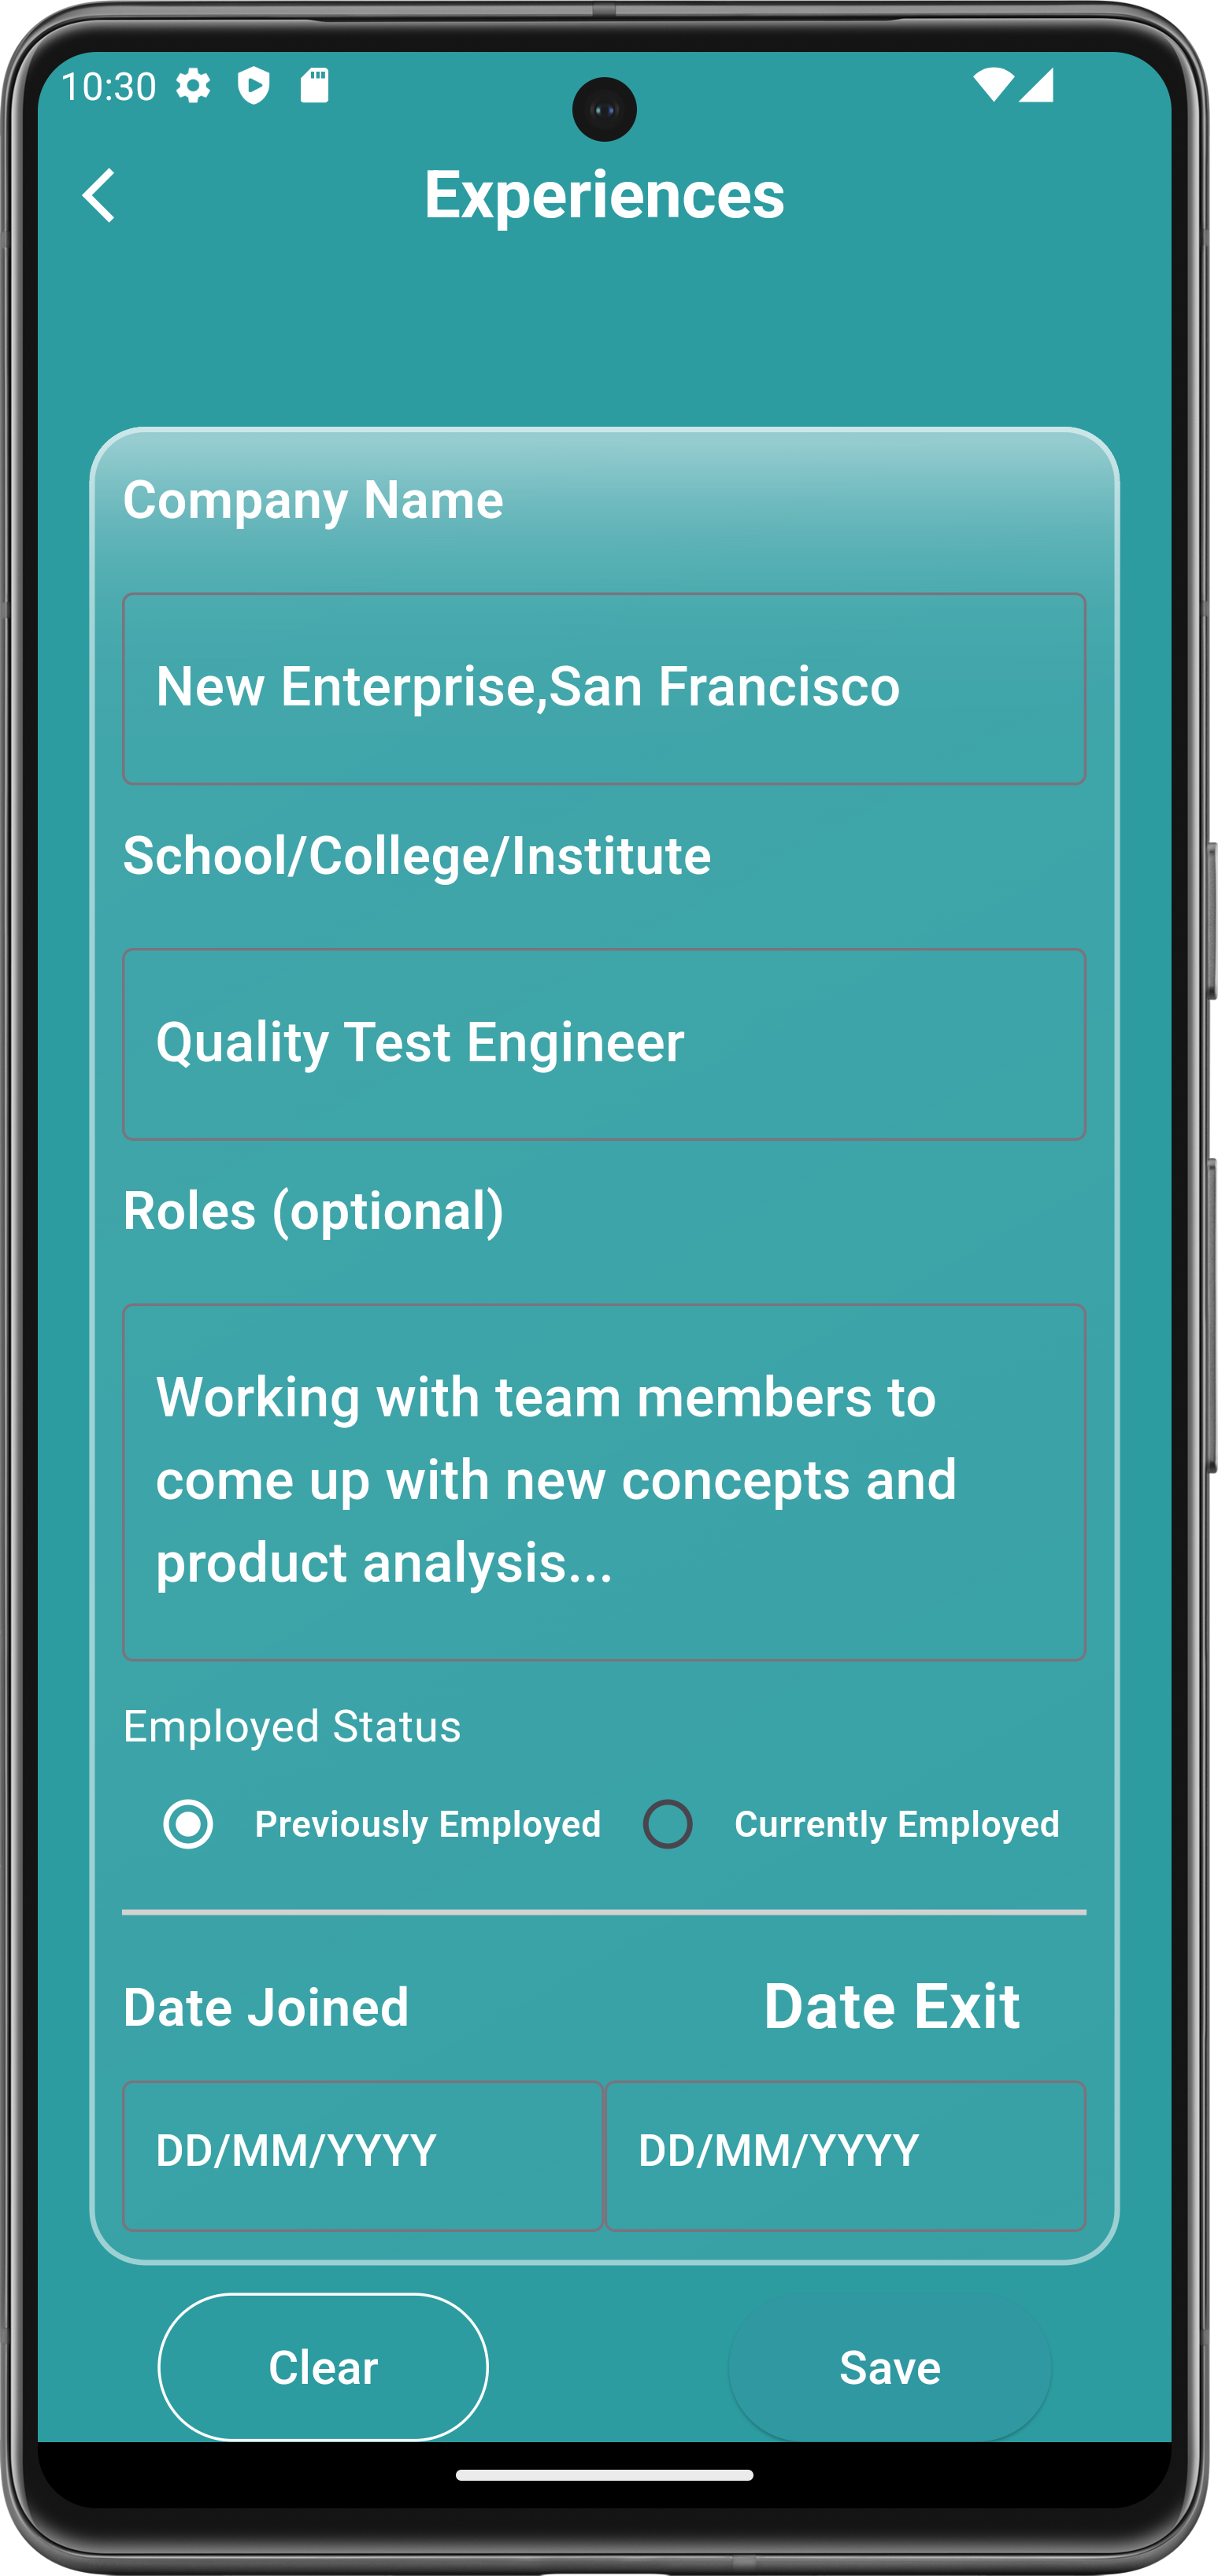 10:30
Experiences
Company Name
New Enterprise,San Francisco
School/College/Institute
Quality Test Engineer
Roles (optional)
Working with team members to
come up with new concepts and
product analysis...
Employed Status
Previously Employed Currently Employed
Date Joined Date Exit
DD/MM/YYYY DD/MM/YYYY
Clear Save